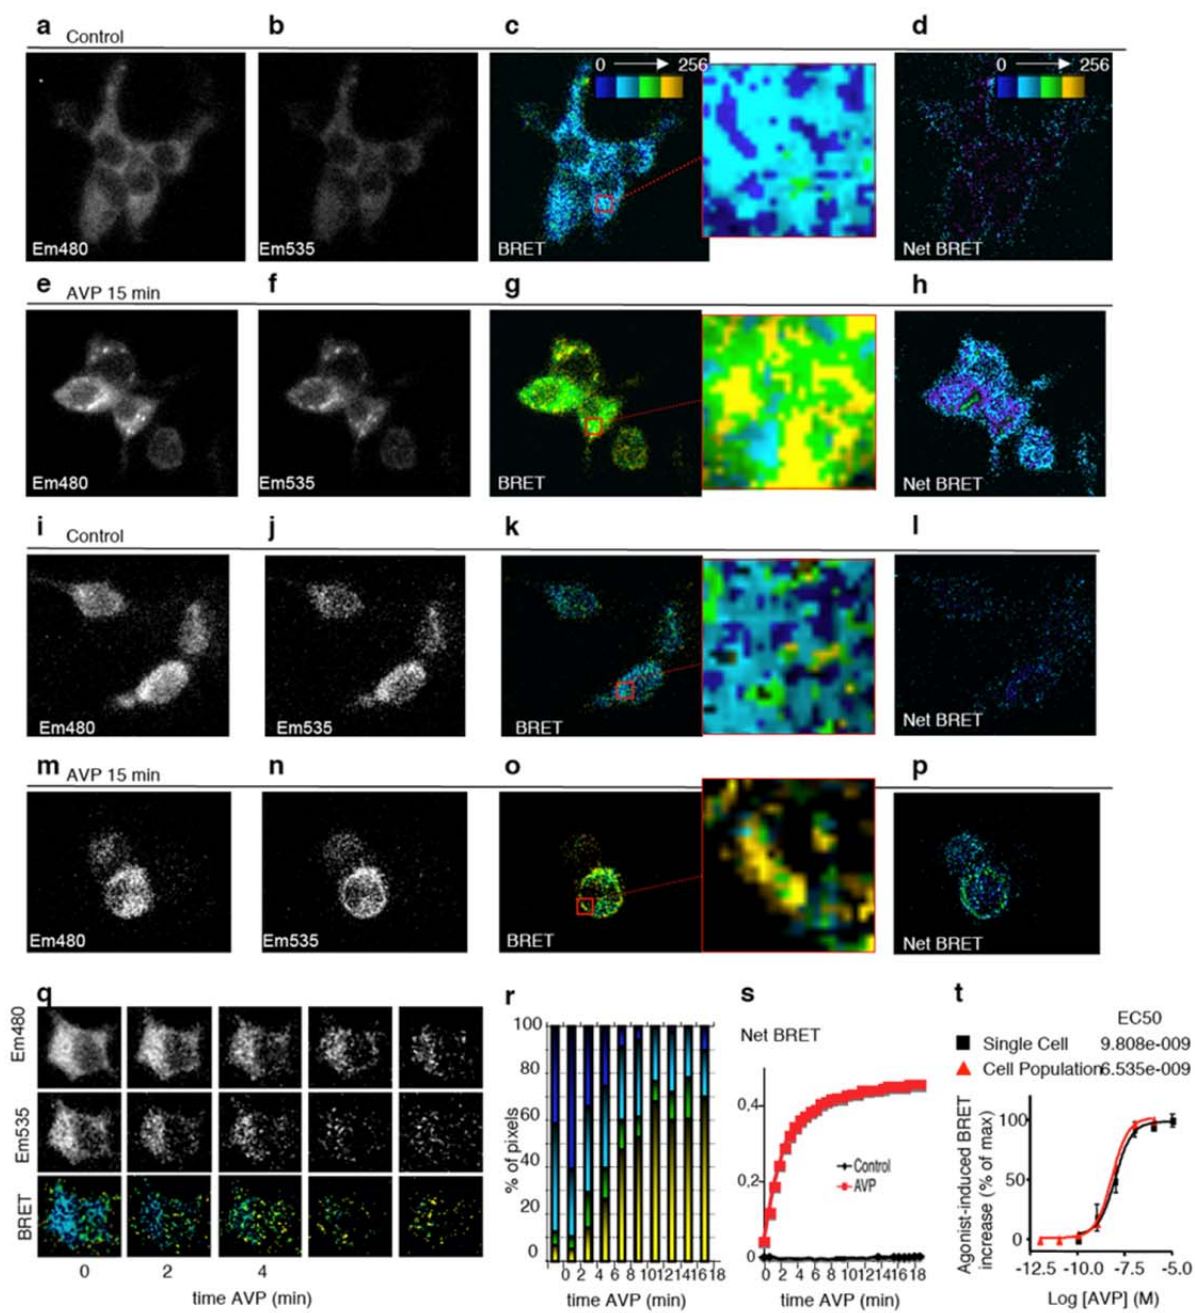 a Control b c d
0 256
0 256
Em480 Em535 BRET Net BRET
e AVP 15 min f g h
Em480 Em535 BRET Net BRET
i Control j k l
Em480 Em535 BRET Net BRET
m AVP 15 min n o p
Em480 Em535 BRET Net BRET
q
Em480
Em535
BRET
0 2 4
time AVP (min)
r
% of pixels
100
80
60
40
20
0
0 2 4 6 8 10 12 14 16 18
time AVP (min)
s
Net BRET
0,4
0,2
0
Control
AVP
0 2 4 6 8 10 12 14 16 18
time AVP (min)
t
EC50
Single Cell 9.808e-009
Cell Population 6.535e-009
Agonist-induced BRET
increase (% of max)
100
50
0
-12.5 -10.0 -7.5 -5.0
Log [AVP] (M)